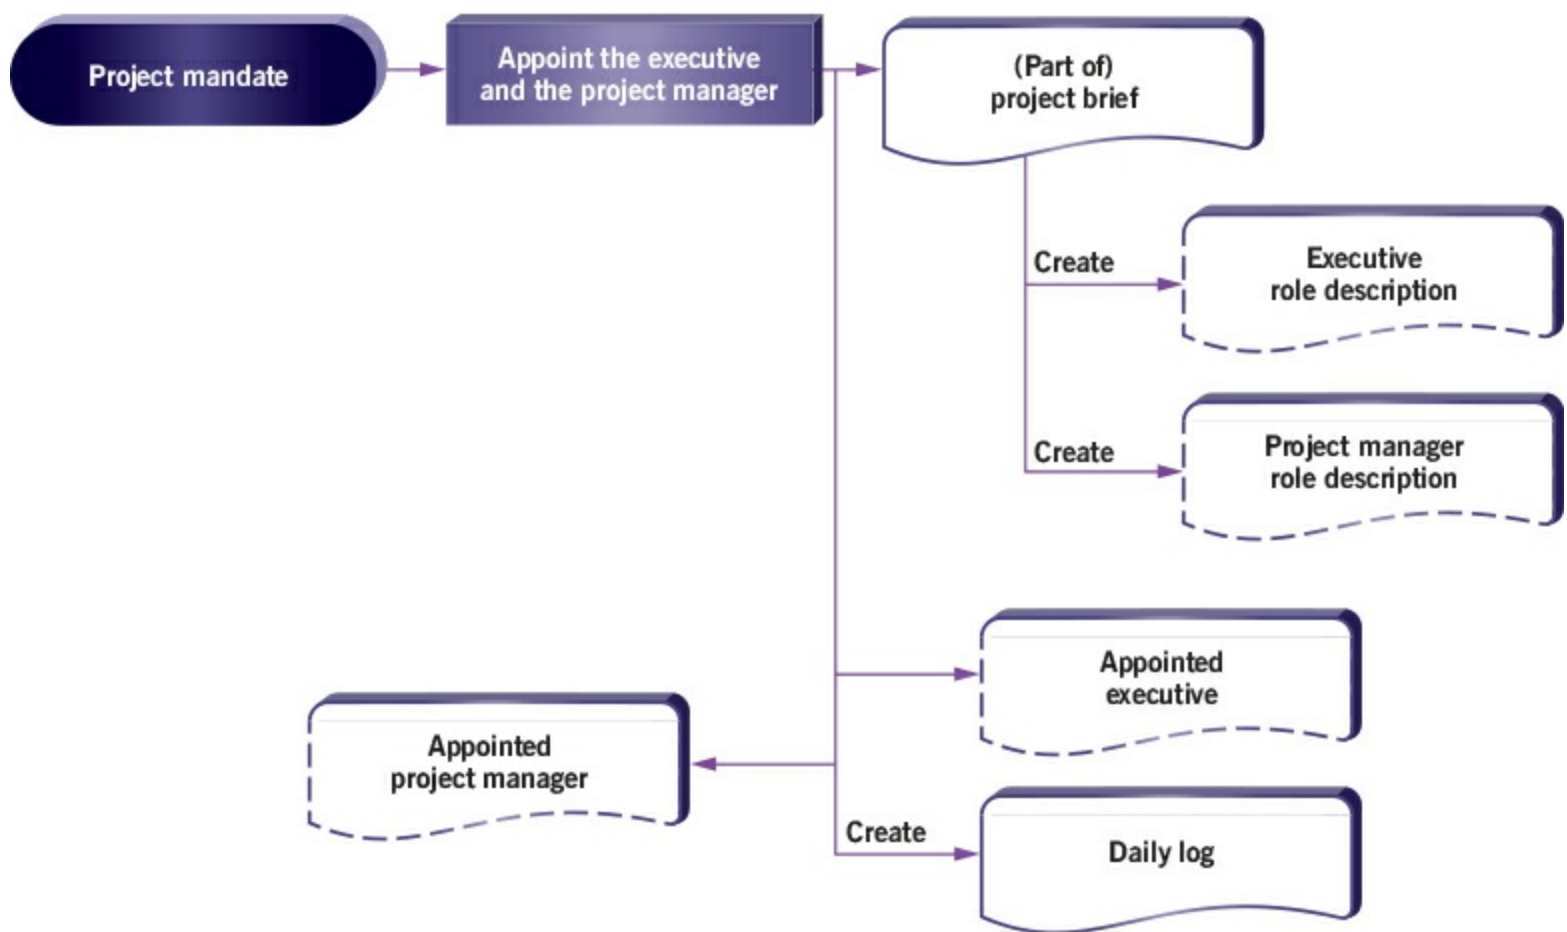 Project mandate
Appoint the executive
and the project manager
(Part of)
project brief
Create
Executive
role description
Create
Project manager
role description
Appointed
executive
Appointed
project manager
Create
Daily log